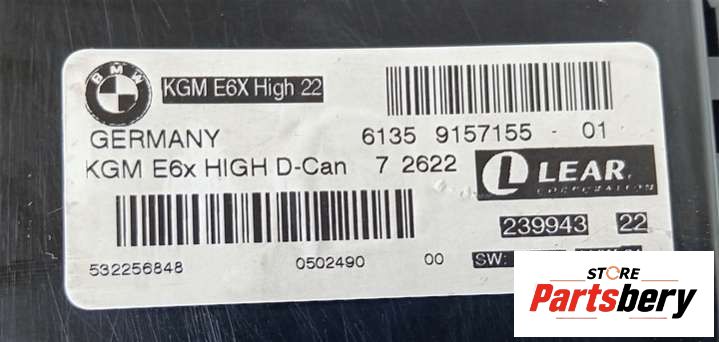 BMW
KGM E6X High 22
GERMANY 6135 9157155 - 01
KGM E6x HIGH D-Can 7 2622 LEAR
CORPORATION
239943 22
532256848 0502490 00 SW:
STORE
Partsbery